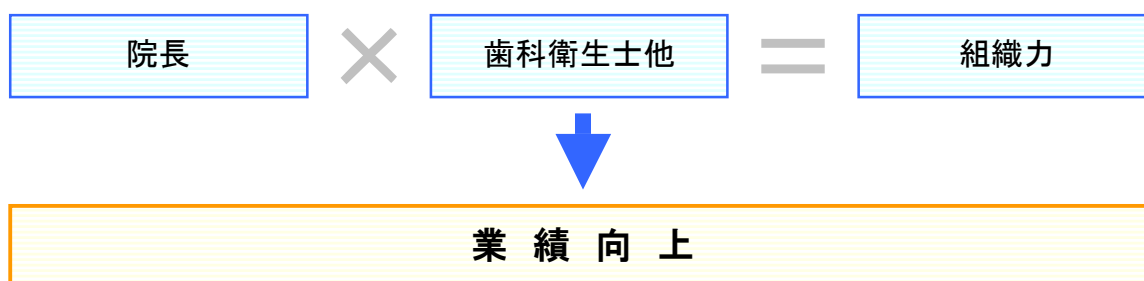 院長 × 歯科衛生士他 = 組織力
業 績 向 上